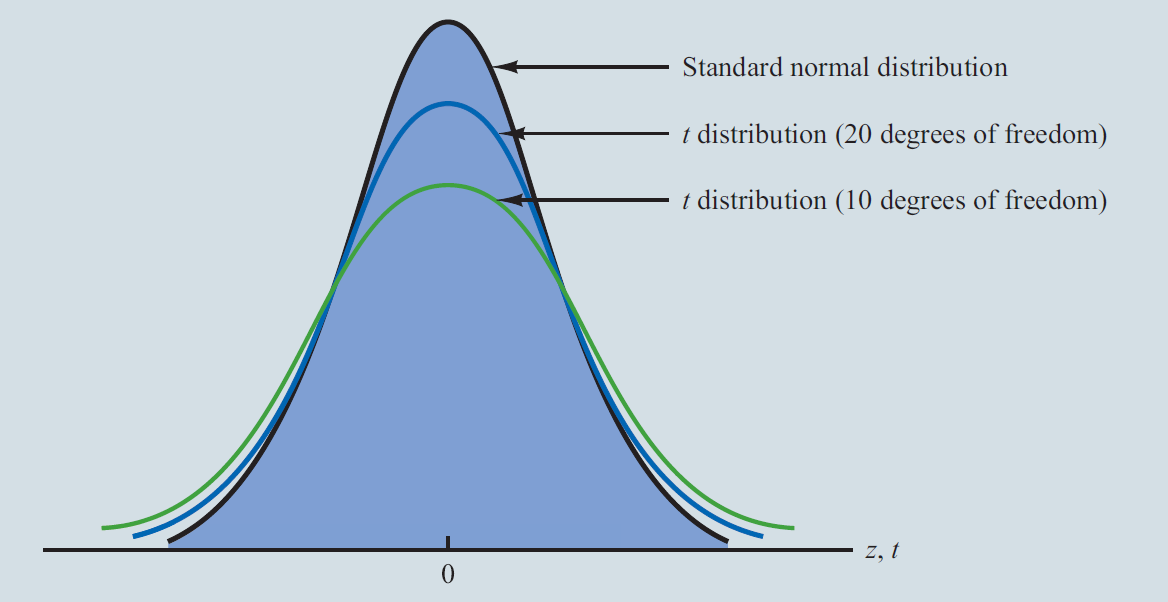 Standard normal distribution
t distribution (20 degrees of freedom)
t distribution (10 degrees of freedom)
z, t
0